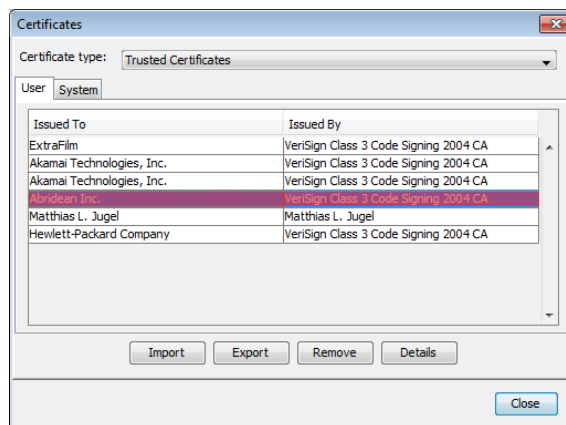 Certificates
Certificate type: Trusted Certificates
User System
Issued To Issued By
ExtraFilm VeriSign Class 3 Code Signing 2004 CA
Akamai Technologies, Inc. VeriSign Class 3 Code Signing 2004 CA
Akamai Technologies, Inc. VeriSign Class 3 Code Signing 2004 CA
Abridean Inc. VeriSign Class 3 Code Signing 2004 CA
Matthias L. Jugel Matthias L. Jugel
Hewlett-Packard Company VeriSign Class 3 Code Signing 2004 CA
Import Export Remove Details
Close